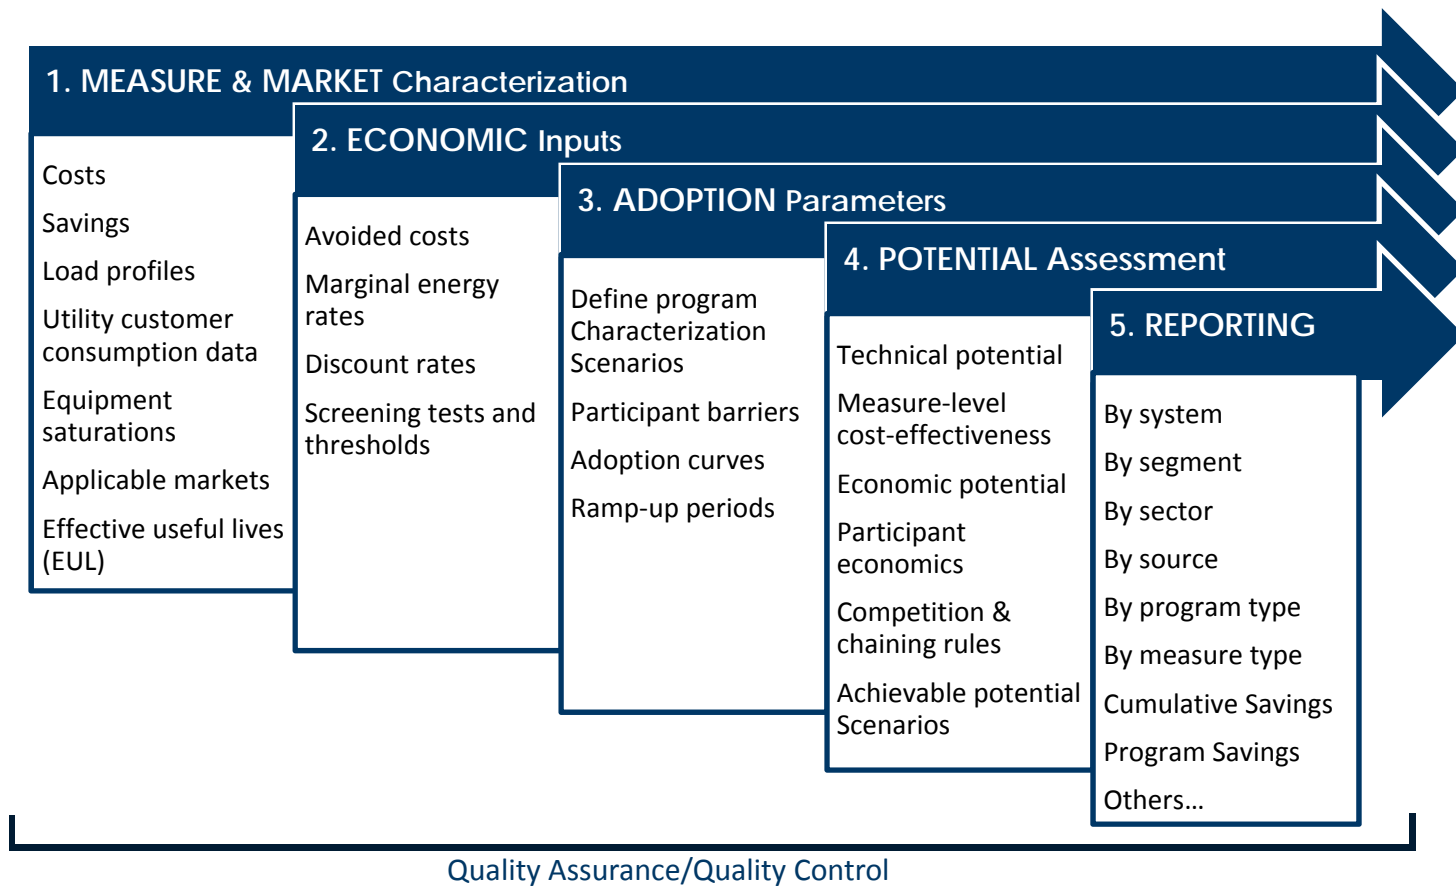 1. MEASURE & MARKET Characterization
Costs
Savings
Load profiles
Utility customer
consumption data
Equipment
saturations
Applicable markets
Effective useful lives
(EUL)
2. ECONOMIC Inputs
Avoided costs
Marginal energy
rates
Discount rates
Screening tests and
thresholds
3. ADOPTION Parameters
Define program
Characterization
Scenarios
Participant barriers
Adoption curves
Ramp-up periods
4. POTENTIAL Assessment
Technical potential
Measure-level
cost-effectiveness
Economic potential
Participant
economics
Competition &
chaining rules
Achievable potential
Scenarios
5. REPORTING
By system
By segment
By sector
By source
By program type
By measure type
Cumulative Savings
Program Savings
Others…
Quality Assurance/Quality Control